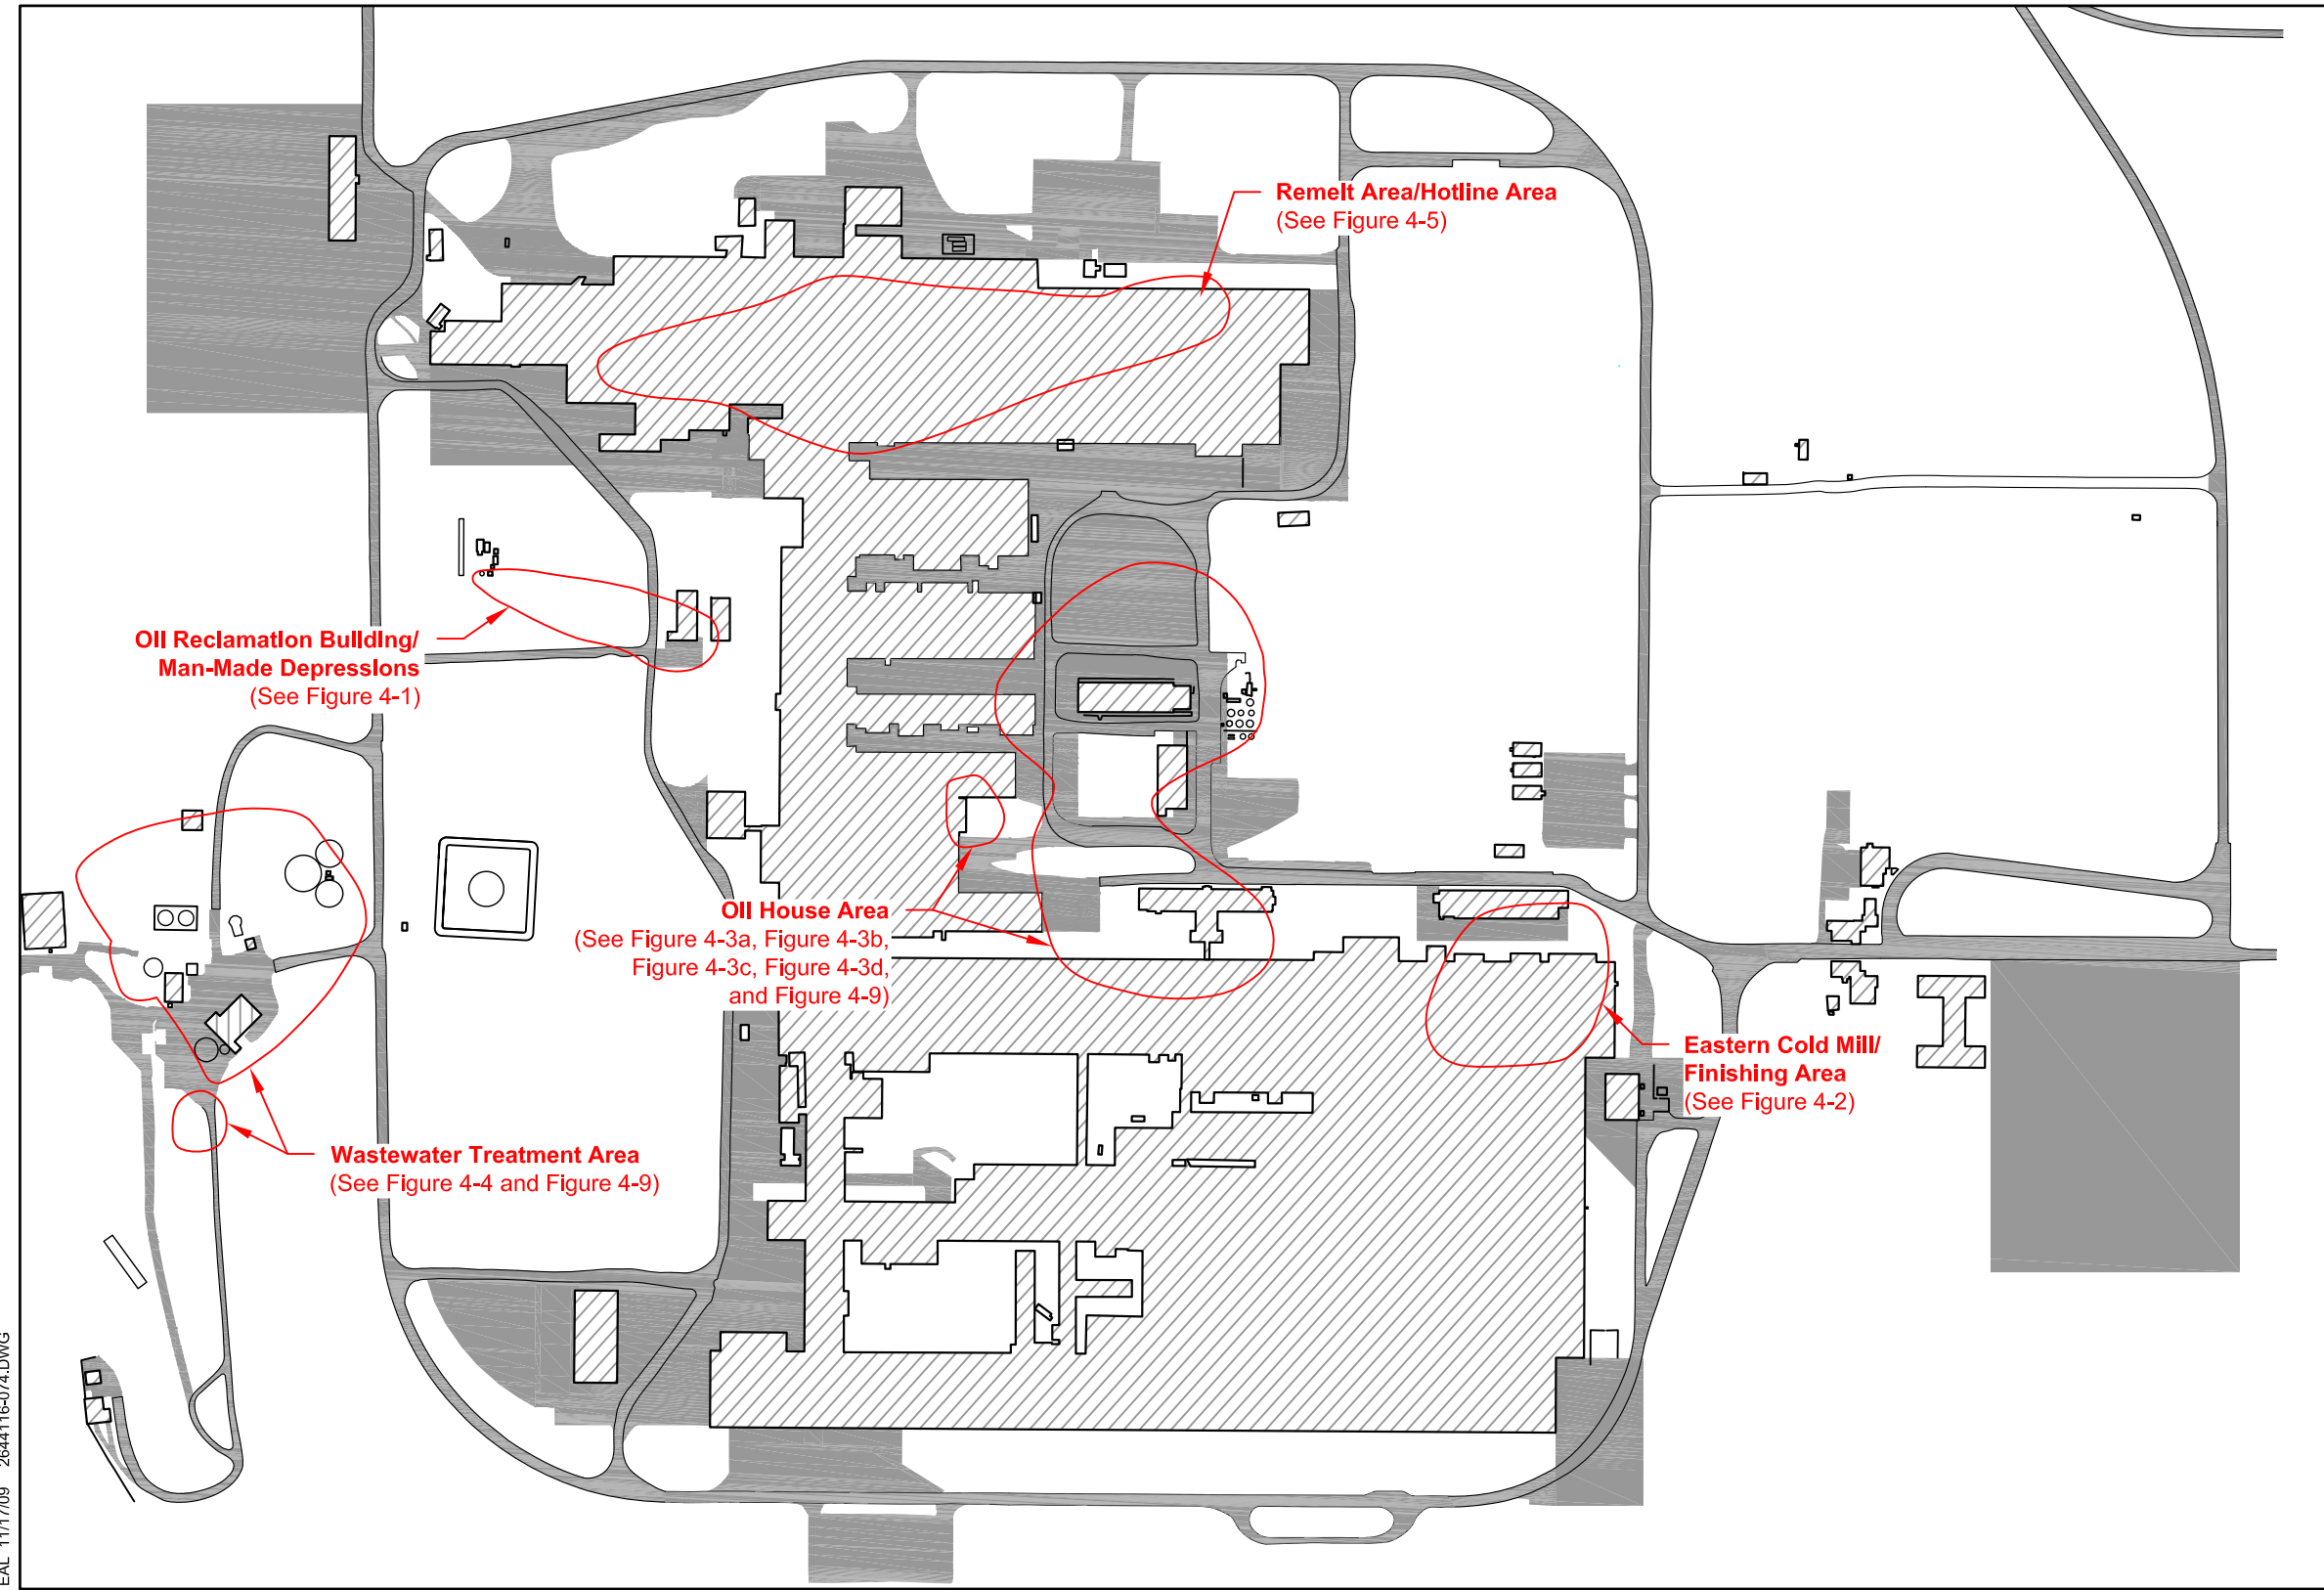 Remelt Area/Hotline Area
(See Figure 4-5)
Oil Reclamation Building/
Man-Made Depressions
(See Figure 4-1)
Oil House Area
(See Figure 4-3a, Figure 4-3b,
Figure 4-3c, Figure 4-3d,
and Figure 4-9)
Eastern Cold Mill/
Finishing Area
(See Figure 4-2)
Wastewater Treatment Area
(See Figure 4-4 and Figure 4-9)
EAL 11/17/09 2644116-074.DWG